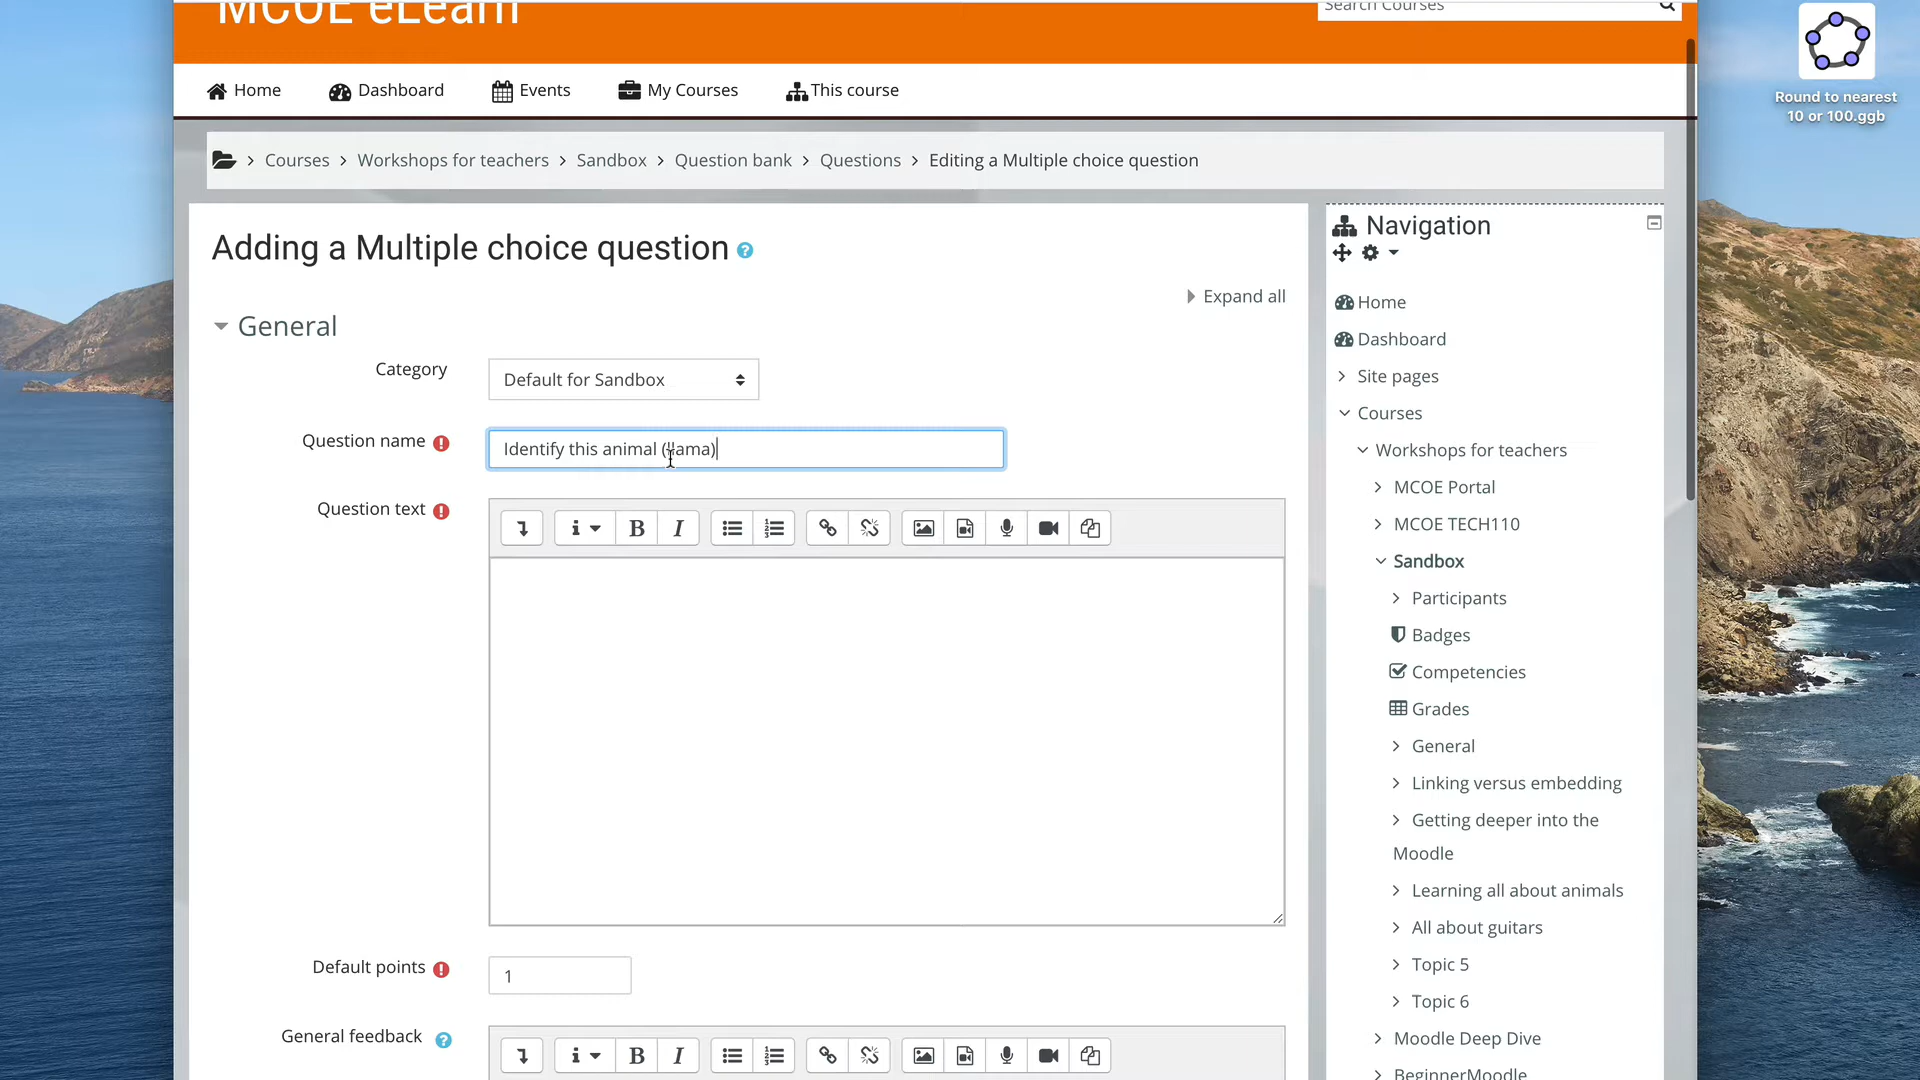 MCOE eLearn
Search Courses
Home
Dashboard
Events
My Courses
This course
Courses > Workshops for teachers > Sandbox > Question bank > Questions > Editing a Multiple choice question
Adding a Multiple choice question
Expand all
General
Category
Default for Sandbox
Question name
Identify this animal (llama)
Question text
B I
Default points
1
General feedback
B I
Navigation
Home
Dashboard
Site pages
Courses
Workshops for teachers
MCOE Portal
MCOE TECH110
Sandbox
Participants
Badges
Competencies
Grades
General
Linking versus embedding
Getting deeper into the
Moodle
Learning all about animals
All about guitars
Topic 5
Topic 6
Moodle Deep Dive
BeginnerMoodle
Round to nearest
10 or 100.ggb